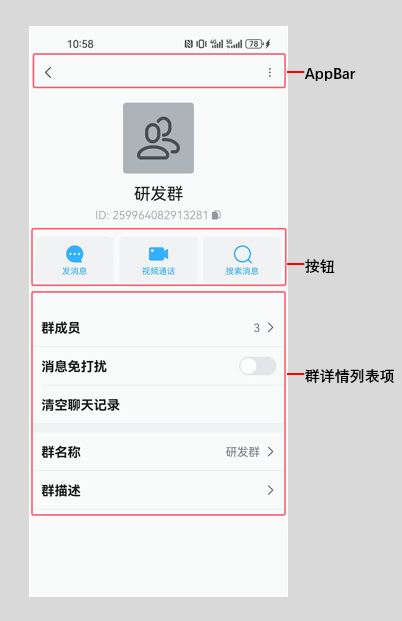 10:58
78
AppBar
研发群
ID: 259964082913281
发消息
视频通话
搜索消息
按钮
群成员
3
消息免打扰
群详情列表项
清空聊天记录
群名称
研发群
群描述